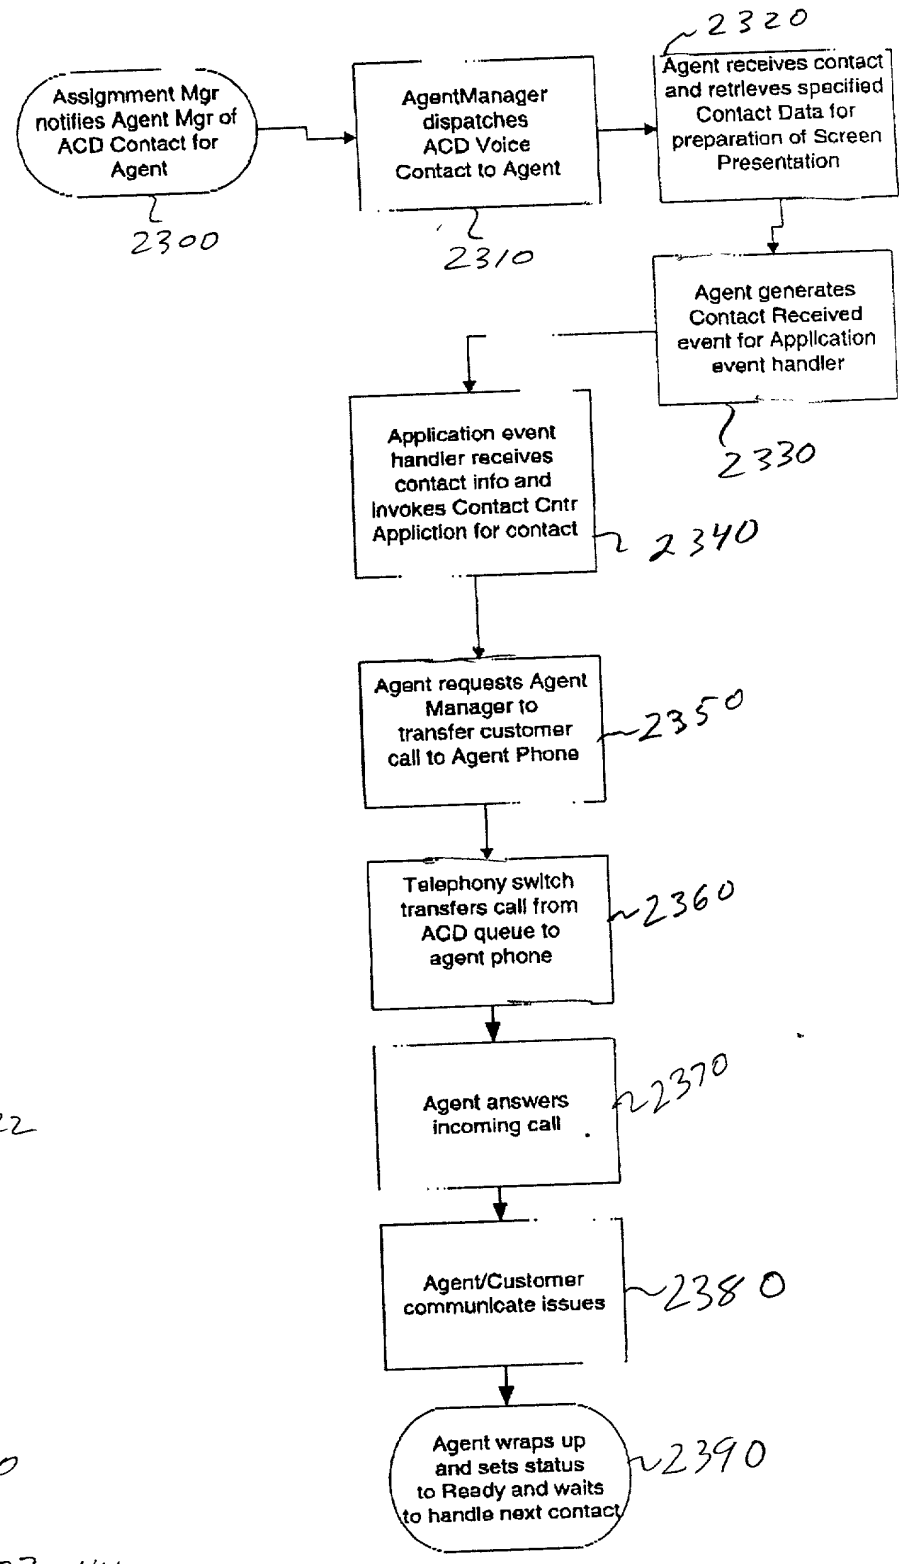 2320
Assignment Mgr
notifies Agent Mgr of
ACD Contact for
Agent
2300
AgentManager
dispatches
ACD Voice
Contact to Agent
2310
Agent receives contact
and retrieves specified
Contact Data for
preparation of Screen
Presentation
Agent generates
Contact Received
event for Application
event handler
2330
Application event
handler receives
contact info and
invokes Contact Cntr
Appliction for contact
2340
Agent requests Agent
Manager to
transfer customer
call to Agent Phone
2350
Telephony switch
transfers call from
ACD queue to
agent phone
2360
Agent answers
incoming call
2370
Agent/Customer
communicate issues
2380
Agent wraps up
and sets status
to Ready and waits
to handle next contact
2390